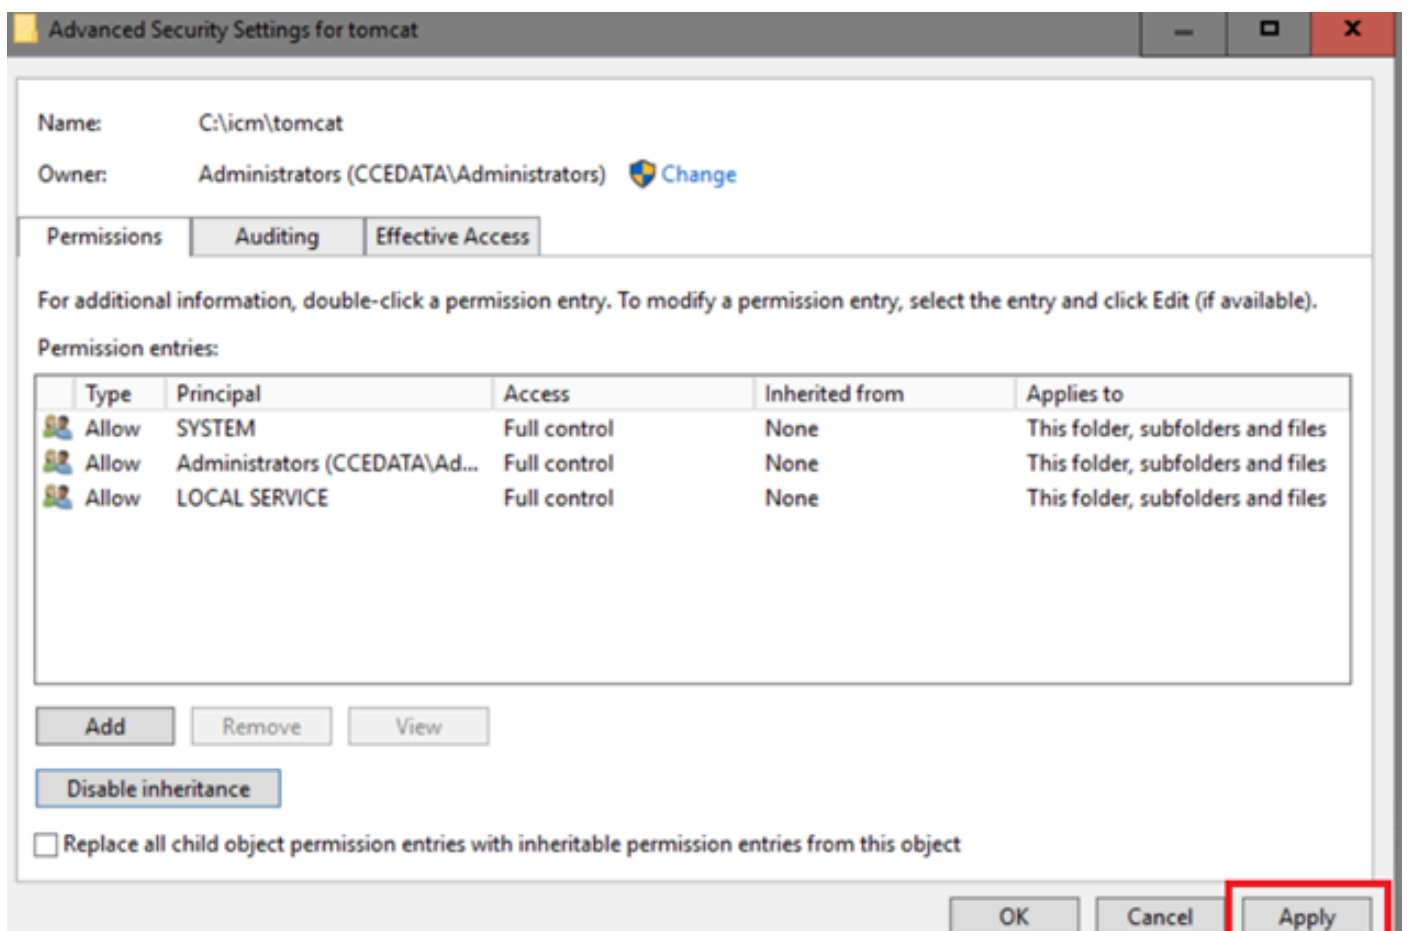 Advanced Security Settings for tomcat
Name: C:\icm\tomcat
Owner: Administrators (CCEDATA\Administrators) Change
Permissions Auditing Effective Access
For additional information, double-click a permission entry. To modify a permission entry, select the entry and click Edit (if available).
Permission entries:
Type Principal Access Inherited from Applies to
Allow SYSTEM Full control None This folder, subfolders and files
Allow Administrators (CCEDATA\Ad... Full control None This folder, subfolders and files
Allow LOCAL SERVICE Full control None This folder, subfolders and files
Add Remove View
Disable inheritance
Replace all child object permission entries with inheritable permission entries from this object
OK Cancel Apply